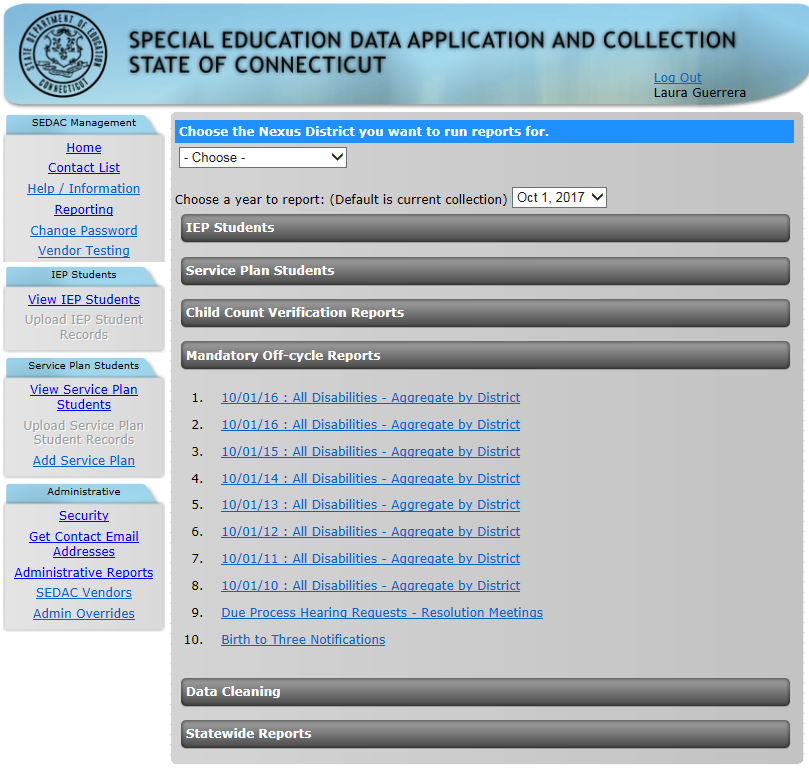 STATE DEPARTMENT OF EDUCATION
CONNECTICUT
SPECIAL EDUCATION DATA APPLICATION AND COLLECTION
STATE OF CONNECTICUT
Log Out
Laura Guerrera
SEDAC Management
Home
Contact List
Help / Information
Reporting
Change Password
Vendor Testing
IEP Students
View IEP Students
Upload IEP Student
Records
Service Plan Students
View Service Plan
Students
Upload Service Plan
Student Records
Add Service Plan
Administrative
Security
Get Contact Email
Addresses
Administrative Reports
SEDAC Vendors
Admin Overrides
Choose the Nexus District you want to run reports for.
- Choose -
Choose a year to report: (Default is current collection) Oct 1, 2017
IEP Students
Service Plan Students
Child Count Verification Reports
Mandatory Off-cycle Reports
1. 10/01/16 : All Disabilities - Aggregate by District
2. 10/01/16 : All Disabilities - Aggregate by District
3. 10/01/15 : All Disabilities - Aggregate by District
4. 10/01/14 : All Disabilities - Aggregate by District
5. 10/01/13 : All Disabilities - Aggregate by District
6. 10/01/12 : All Disabilities - Aggregate by District
7. 10/01/11 : All Disabilities - Aggregate by District
8. 10/01/10 : All Disabilities - Aggregate by District
9. Due Process Hearing Requests - Resolution Meetings
10. Birth to Three Notifications
Data Cleaning
Statewide Reports